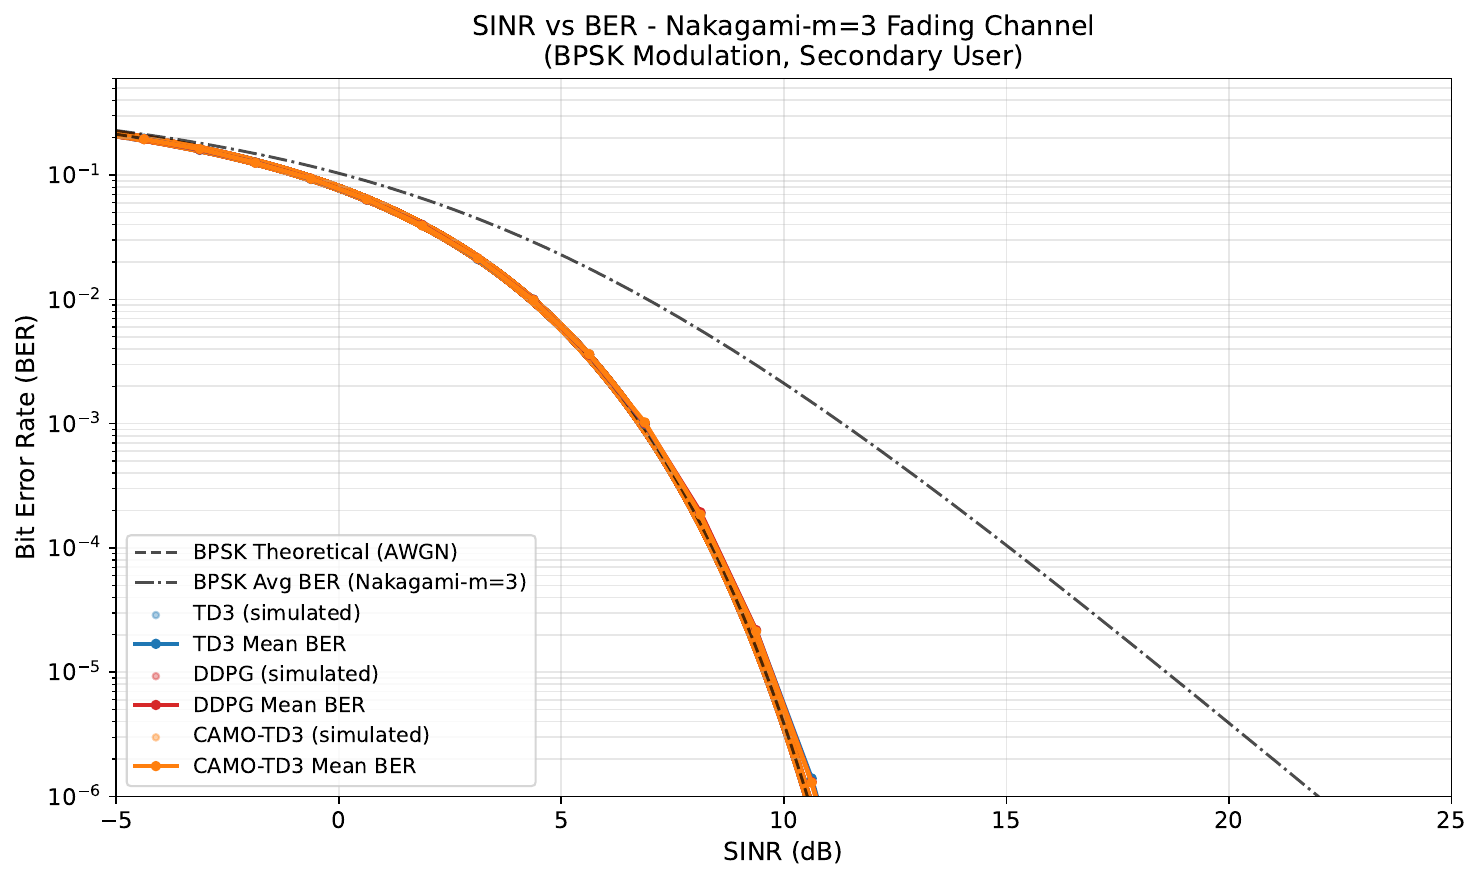 SINR vs BER - Nakagami-m=3 Fading Channel
(BPSK Modulation, Secondary User)
Bit Error Rate (BER)
10⁻¹
10⁻²
10⁻³
10⁻⁴
10⁻⁵
10⁻⁶
BPSK Theoretical (AWGN)
BPSK Avg BER (Nakagami-m=3)
TD3 (simulated)
TD3 Mean BER
DDPG (simulated)
DDPG Mean BER
CAMO-TD3 (simulated)
CAMO-TD3 Mean BER
−5 0 5 10 15 20 25
SINR (dB)